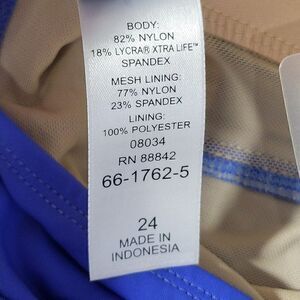 BODY:
82% NYLON
18% LYCRA® XTRA LIFE™
SPANDEX
MESH LINING:
77% NYLON
23% SPANDEX
LINING:
100% POLYESTER
08034
RN 88842
66-1762-5
24
MADE IN
INDONESIA